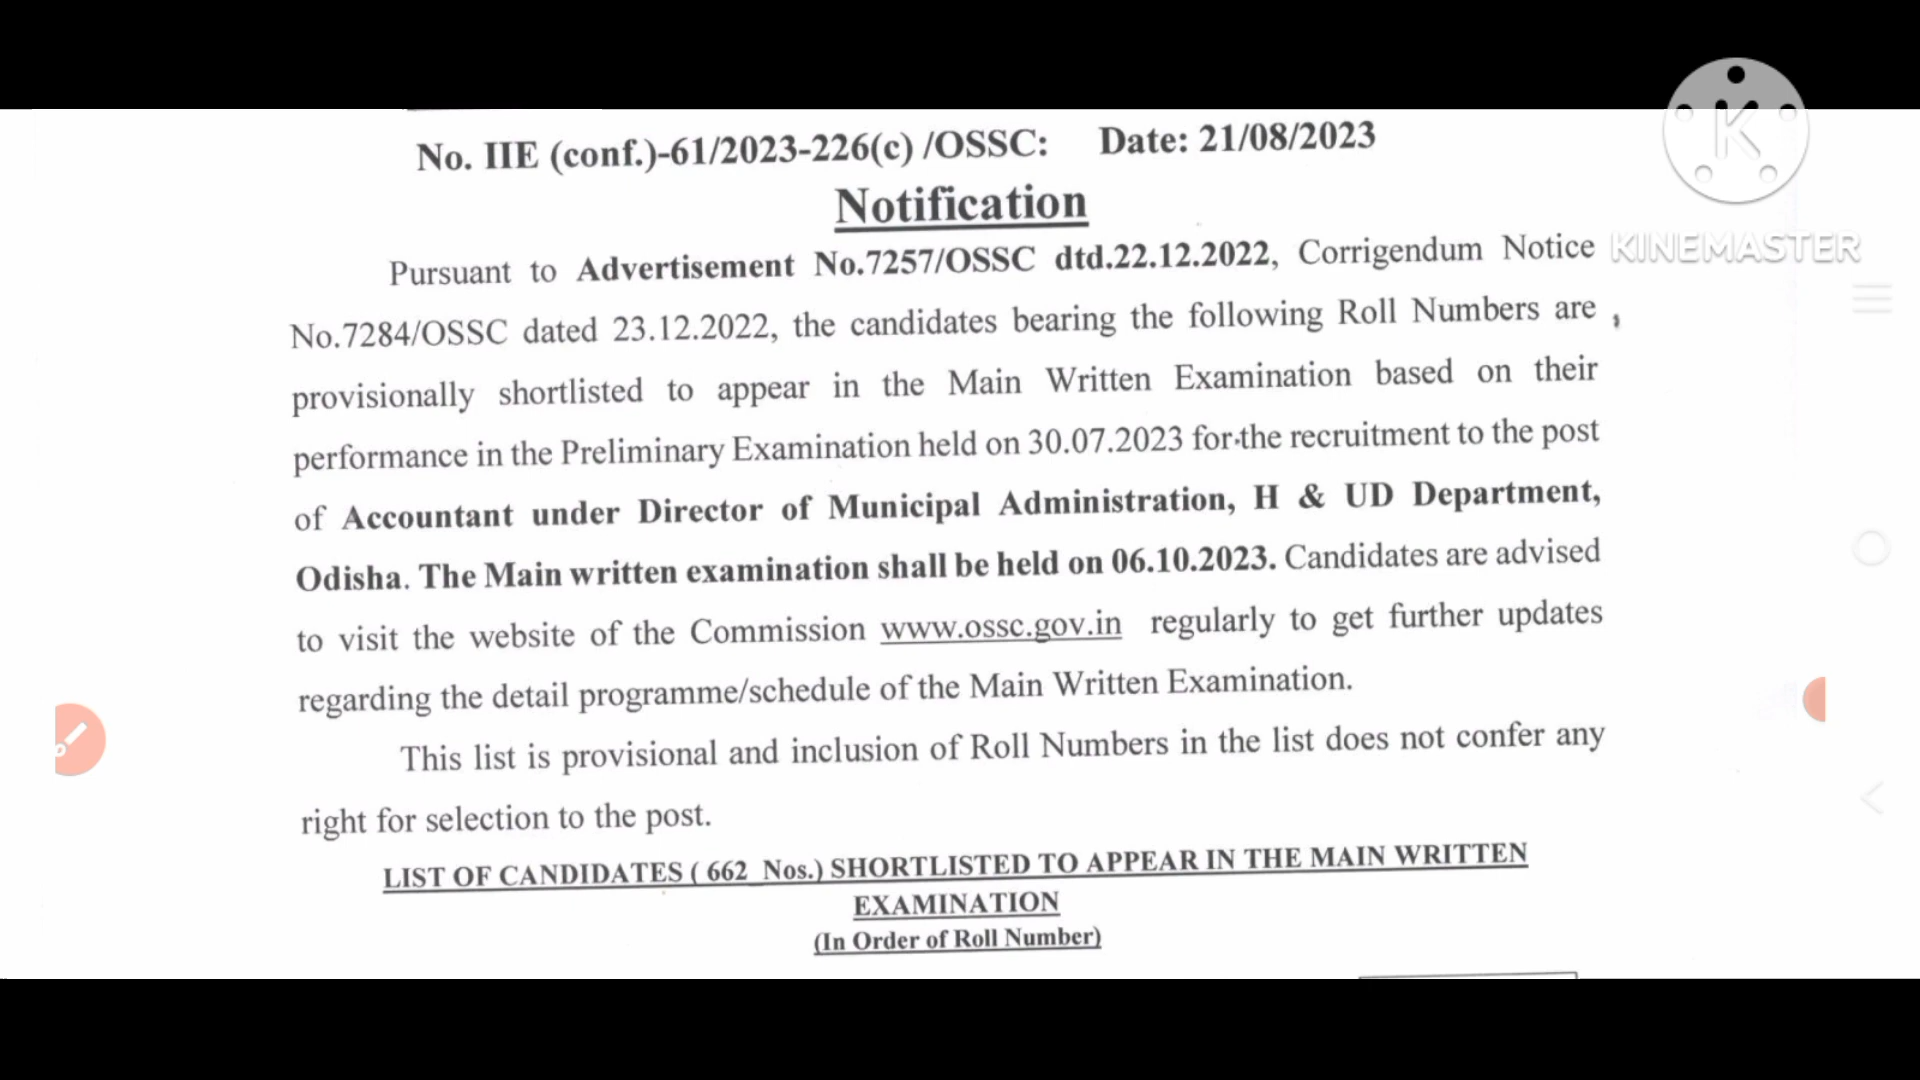 No. IIE (conf.)-61/2023-226(c) /OSSC: Date: 21/08/2023
Notification
Pursuant to Advertisement No.7257/OSSC dtd.22.12.2022, Corrigendum Notice
No.7284/OSSC dated 23.12.2022, the candidates bearing the following Roll Numbers are
provisionally shortlisted to appear in the Main Written Examination based on their
performance in the Preliminary Examination held on 30.07.2023 for the recruitment to the post
of Accountant under Director of Municipal Administration, H & UD Department,
Odisha. The Main written examination shall be held on 06.10.2023. Candidates are advised
to visit the website of the Commission www.ossc.gov.in regularly to get further updates
regarding the detail programme/schedule of the Main Written Examination.
This list is provisional and inclusion of Roll Numbers in the list does not confer any
right for selection to the post.
LIST OF CANDIDATES ( 662 Nos.) SHORTLISTED TO APPEAR IN THE MAIN WRITTEN
EXAMINATION
(In Order of Roll Number)
K
KINEMASTER